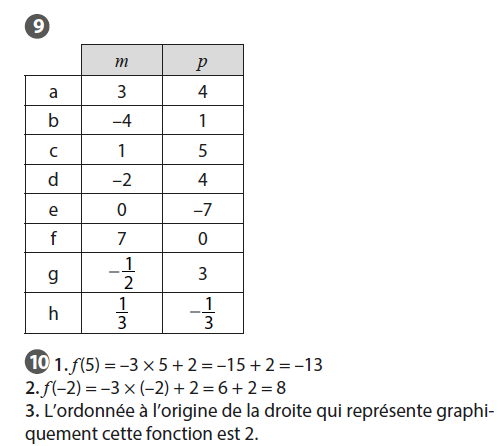 9
m p
a 3 4
b –4 1
c 1 5
d –2 4
e 0 –7
f 7 0
g –1/2 3
h 1/3 –1/3
10 1. f(5) = –3 × 5 + 2 = –15 + 2 = –13
2. f(–2) = –3 × (–2) + 2 = 6 + 2 = 8
3. L’ordonnée à l’origine de la droite qui représente graphi-
quement cette fonction est 2.